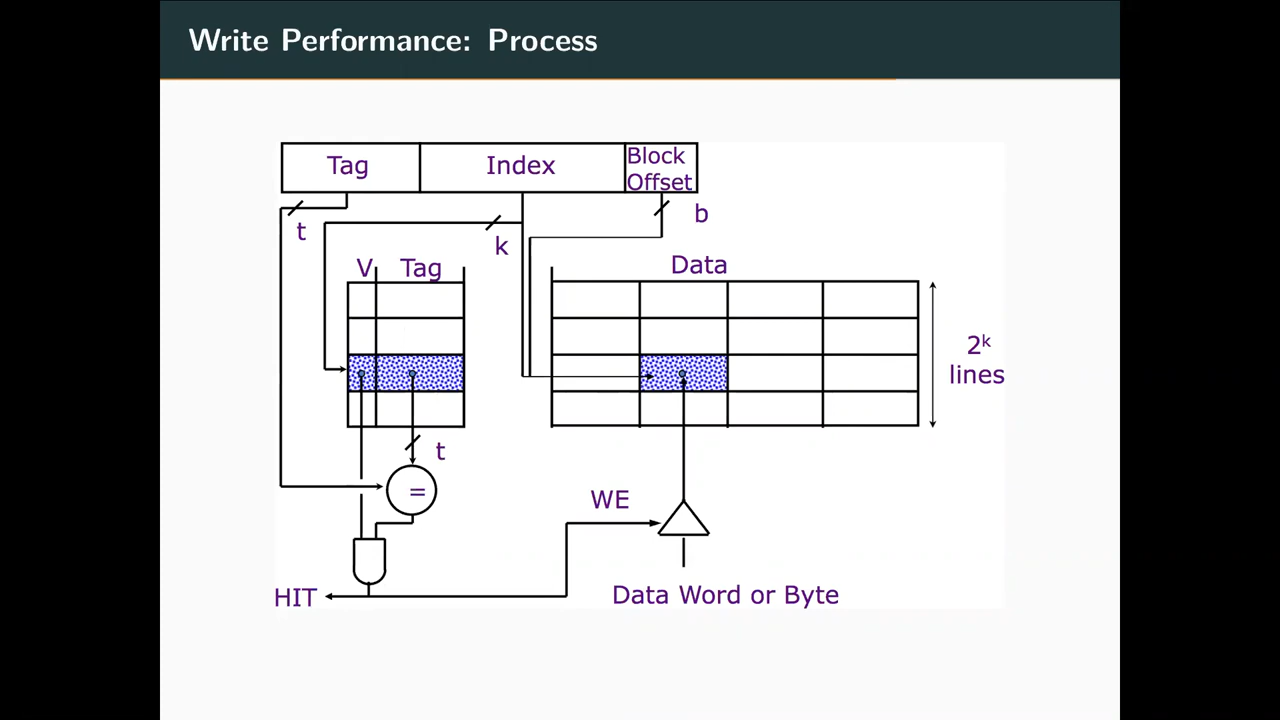 Write Performance: Process
Tag
Index
Block
Offset
t
k
b
V
Tag
Data
2ᵏ
lines
t
=
WE
HIT
Data Word or Byte